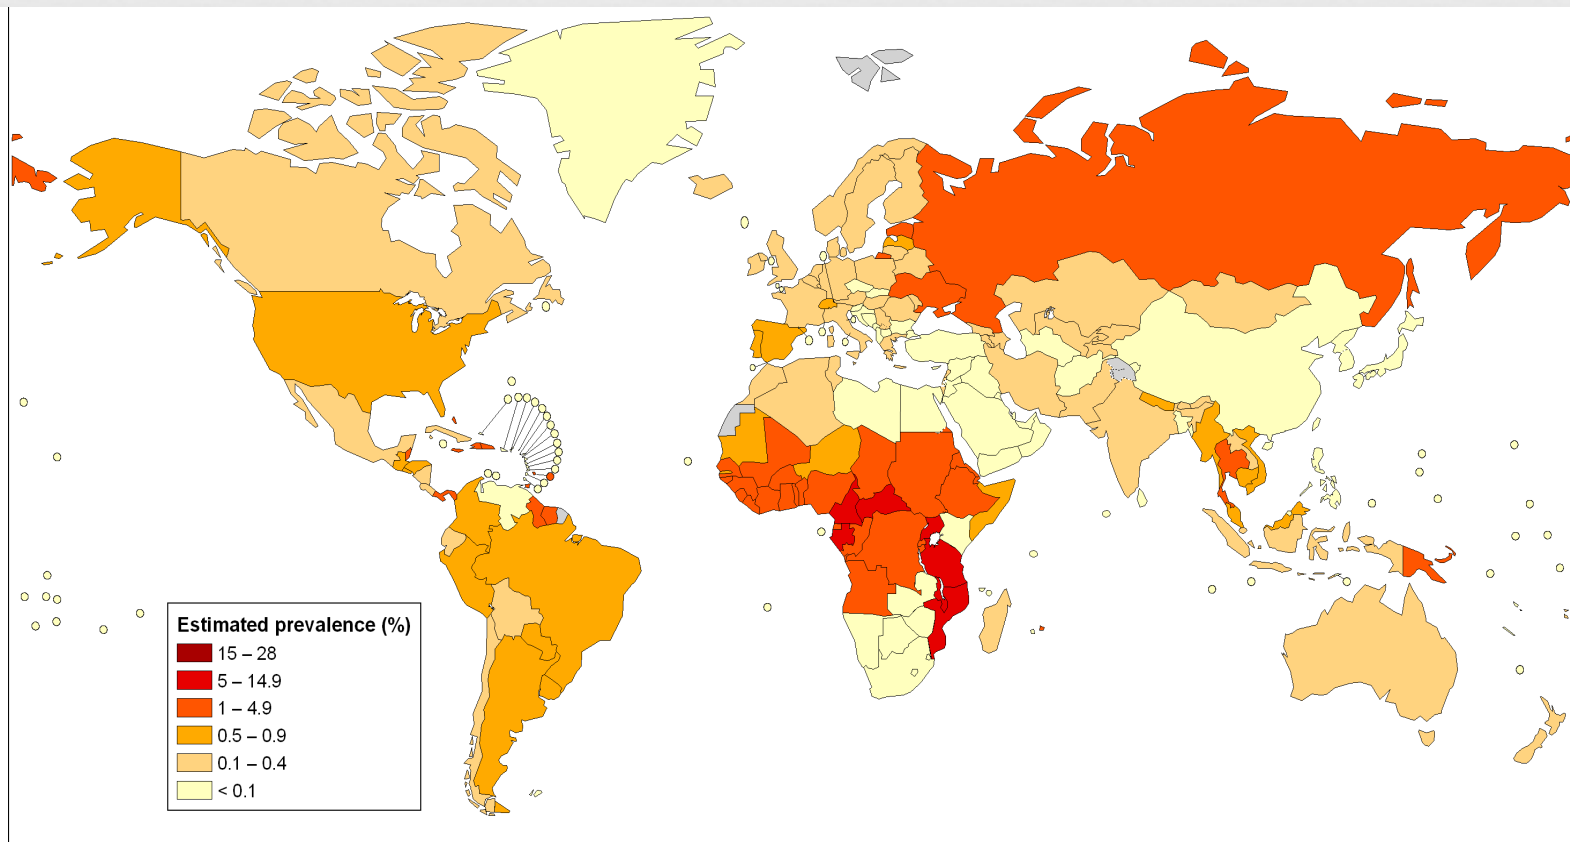 Estimated prevalence (%)
15 – 28
5 – 14.9
1 – 4.9
0.5 – 0.9
0.1 – 0.4
< 0.1